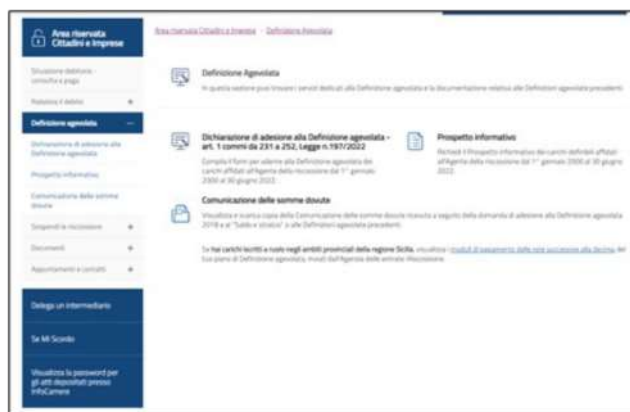 Area riservata
Cittadini e Imprese
Area riservata Cittadini e Imprese - Definizione Agevolata
Situazione debitoria -
consulta e paga
Rateizza il debito +
Definizione agevolata —
Dichiarazione di adesione alla
Definizione agevolata
Prospetto informativo
Comunicazione delle somme
dovute
Sospendi la riscossione +
Documenti +
Appuntamenti e contatti +
Delega un intermediario
Se Mi Scordo
Visualizza la password per
gli atti depositati presso
InfoCamere
Definizione Agevolata
In questa sezione puoi trovare i servizi dedicati alla Definizione agevolata e la documentazione relativa alle Definizioni agevolate precedenti
Dichiarazione di adesione alla Definizione agevolata -
art. 1 commi da 231 a 252, Legge n.197/2022
Compila il form per aderire alla Definizione agevolata dei
carichi affidati all'Agente della riscossione dal 1° gennaio
2000 al 30 giugno 2022.
Prospetto informativo
Richiedi il Prospetto informativo dei carichi definibili affidati
all'Agente della riscossione dal 1° gennaio 2000 al 30 giugno
2022.
Comunicazione delle somme dovute
Visualizza e scarica copia della Comunicazione delle somme dovute ricevuta a seguito della domanda di adesione alla Definizione agevolata
2018 e al "Saldo e stralcio" o alle Definizioni agevolate precedenti.
Se hai carichi iscritti a ruolo negli ambiti provinciali della regione Sicilia, visualizza i moduli di pagamento delle rate successive alla decima, del
tuo piano di Definizione agevolata, inviati dall'Agenzia delle entrate-Riscossione.